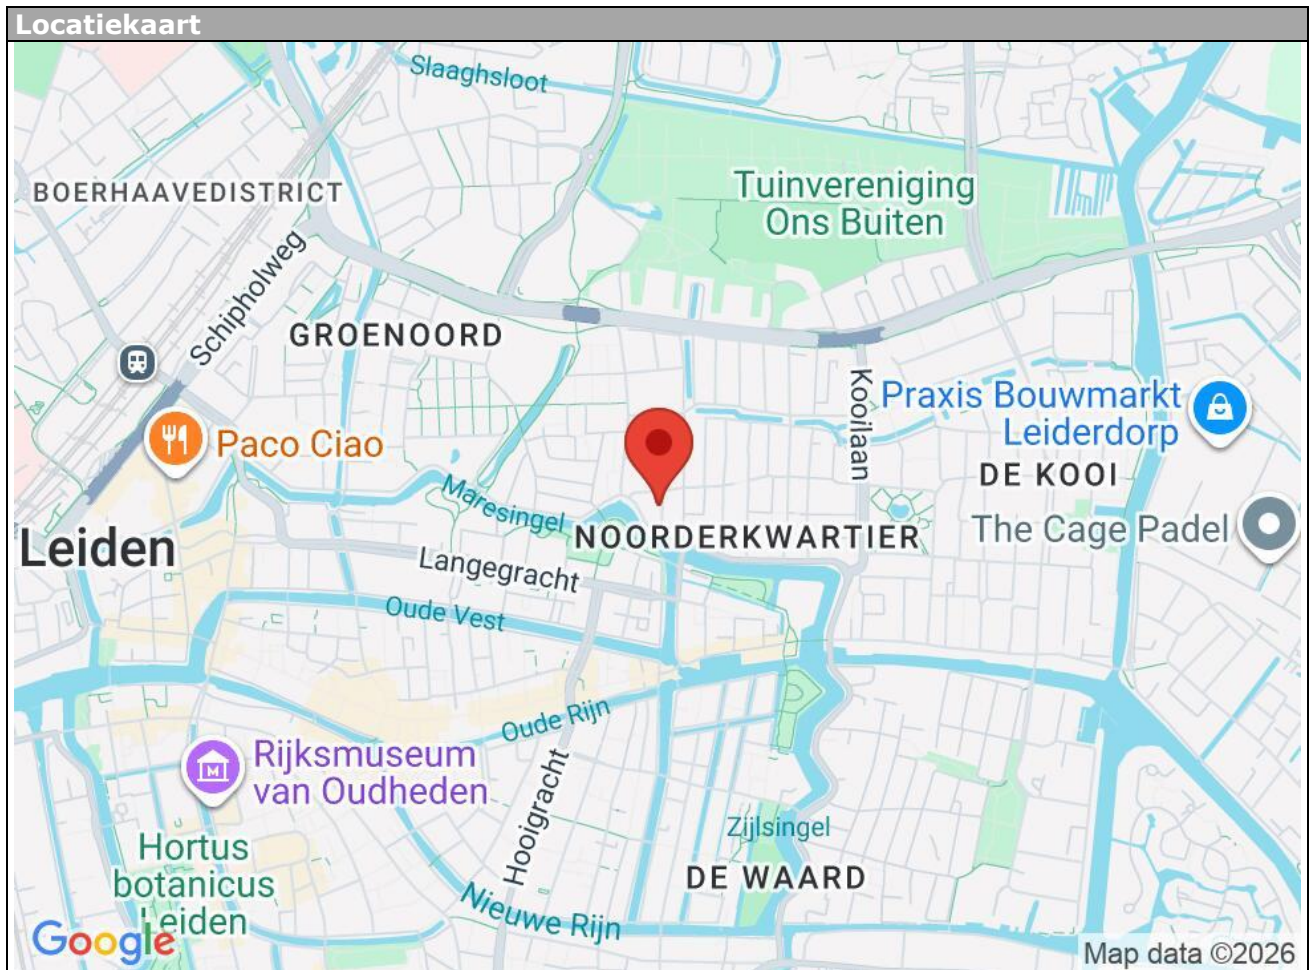 Locatiekaart
Slaaghsloot
BOERHAAVEDISTRICT
Tuinvereniging
Ons Buiten
Schipholweg
GROENOORD
Kooilaan
Praxis Bouwmarkt
Leiderdorp
Paco Ciao
DE KOOI
Maresingel
NOORDERKWARTIER
The Cage Padel
Leiden
Langegracht
Oude Vest
Oude Rijn
Rijksmuseum
van Oudheden
Hooigracht
Zijlsingel
Hortus
botanicus
Leiden
DE WAARD
Nieuwe Rijn
Google
Map data ©2026